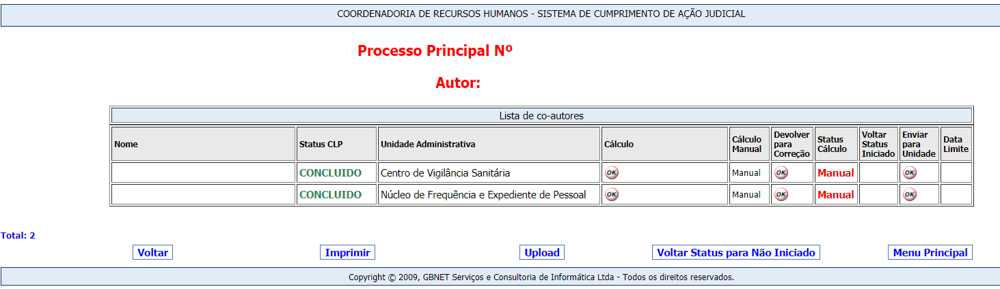 COORDENADORIA DE RECURSOS HUMANOS - SISTEMA DE CUMPRIMENTO DE AÇÃO JUDICIAL
Processo Principal Nº
Autor:
Lista de co-autores
Nome Status CLP Unidade Administrativa Cálculo Cálculo Manual Devolver para Correção Status Cálculo Voltar Status Iniciado Enviar para Unidade Data Limite
CONCLUIDO Centro de Vigilância Sanitária OK Manual OK Manual OK
CONCLUIDO Núcleo de Frequência e Expediente de Pessoal OK Manual OK Manual OK
Total: 2
Voltar Imprimir Upload Voltar Status para Não Iniciado Menu Principal
Copyright © 2009, GBNET Serviços e Consultoria de Informática Ltda - Todos os direitos reservados.